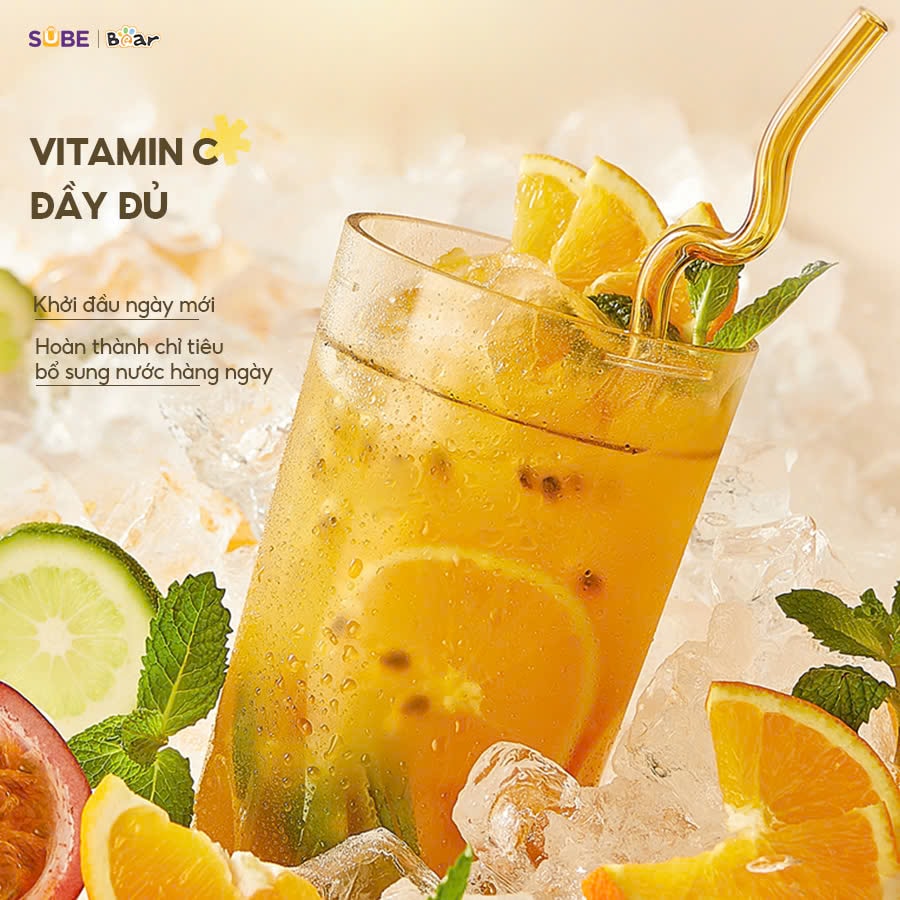 SUBE | Bear
VITAMIN C
ĐẦY ĐỦ
Khởi đầu ngày mới
Hoàn thành chỉ tiêu
bổ sung nước hàng ngày